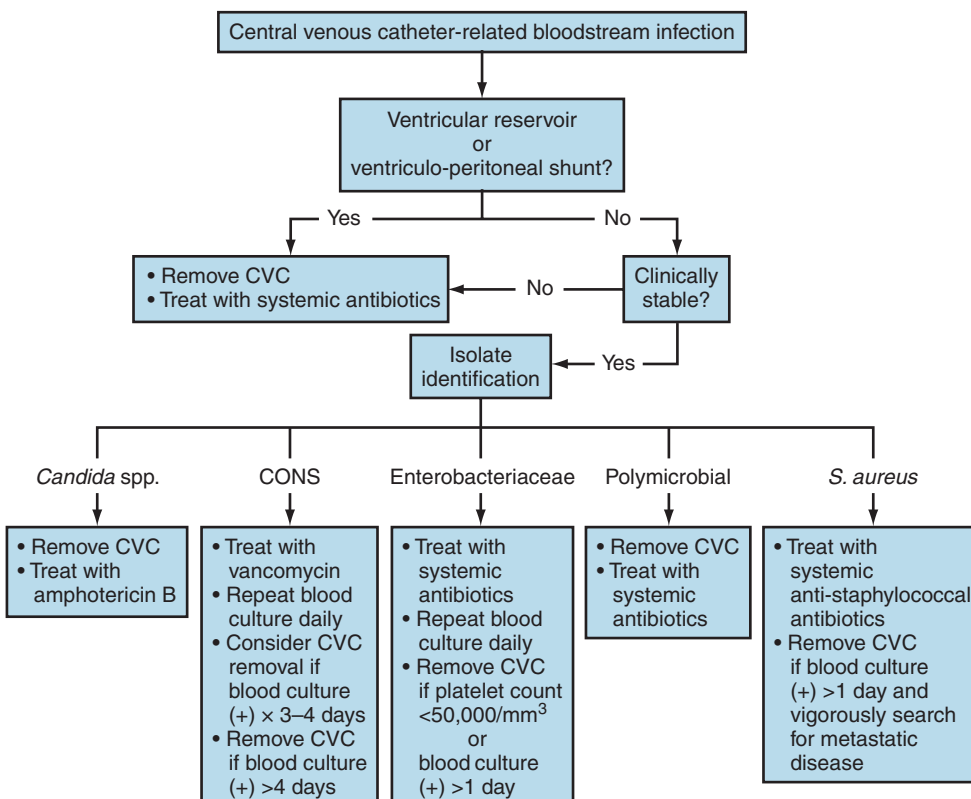 Central venous catheter-related bloodstream infection
Ventricular reservoir
or
ventriculo-peritoneal shunt?
Yes
No
• Remove CVC
• Treat with systemic antibiotics
No
Clinically
stable?
Isolate
identification
Yes
Candida spp.
CONS
Enterobacteriaceae
Polymicrobial
S. aureus
• Remove CVC
• Treat with
amphotericin B
• Treat with
vancomycin
• Repeat blood
culture daily
• Consider CVC
removal if
blood culture
(+) × 3–4 days
• Remove CVC
if blood culture
(+) >4 days
• Treat with
systemic
antibiotics
• Repeat blood
culture daily
• Remove CVC
if platelet count
<50,000/mm³
or
blood culture
(+) >1 day
• Remove CVC
• Treat with
systemic
antibiotics
• Treat with
systemic
anti-staphylococcal
antibiotics
• Remove CVC
if blood culture
(+) >1 day and
vigorously search
for metastatic
disease